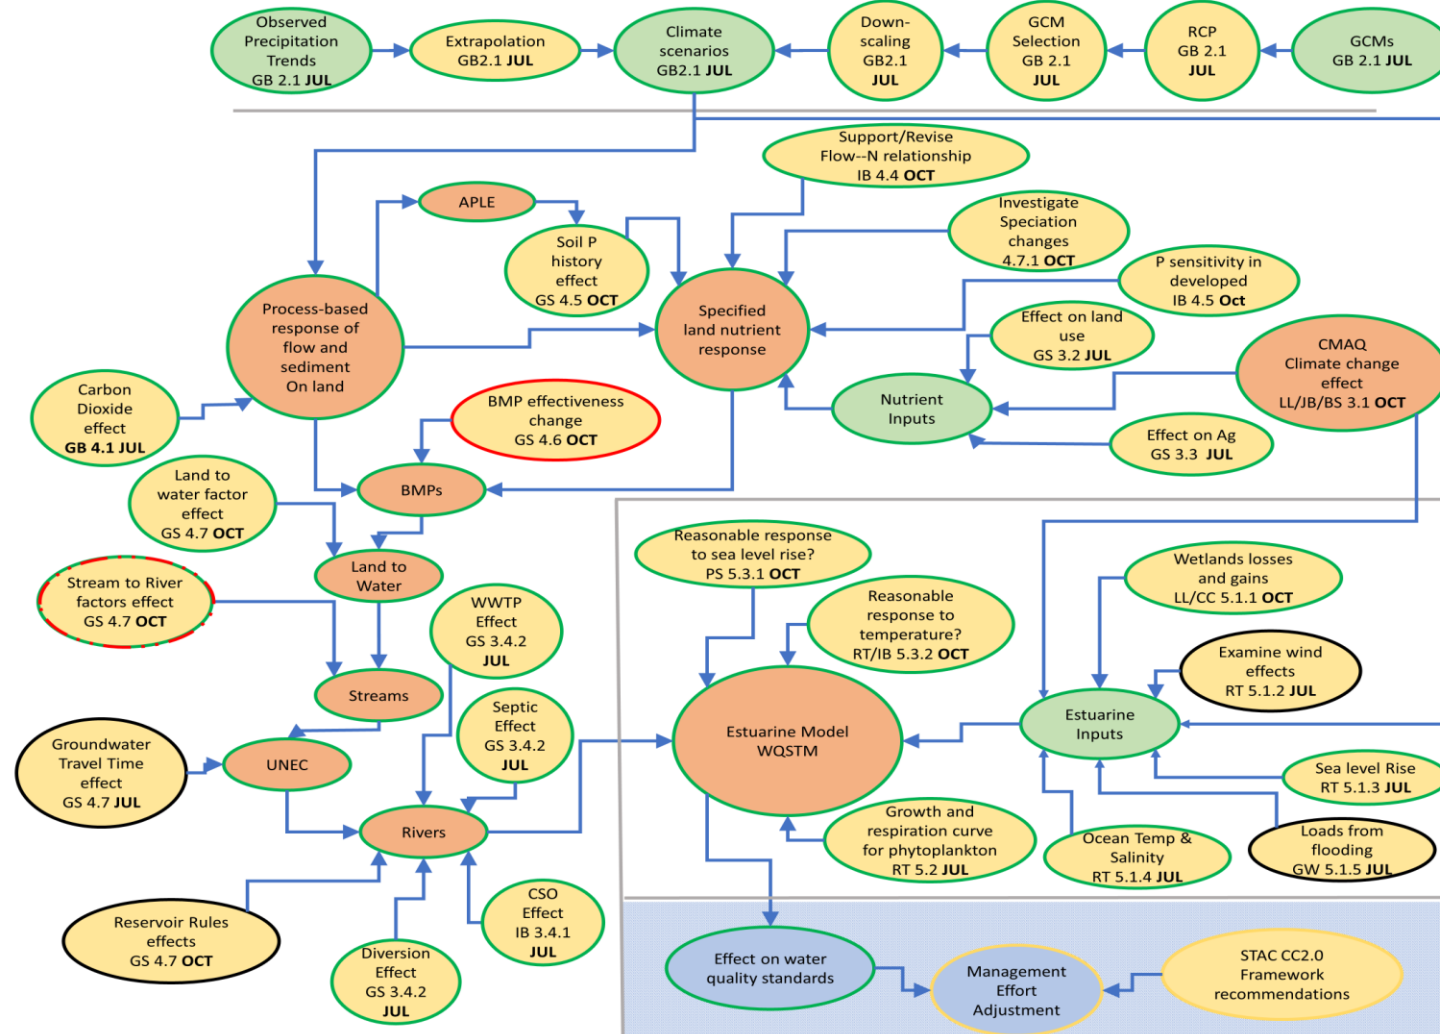 Observed
Precipitation
Trends
GB 2.1 JUL
Extrapolation
GB2.1 JUL
Climate
scenarios
GB2.1 JUL
Down-
scaling
GB2.1
JUL
GCM
Selection
GB 2.1
JUL
RCP
GB 2.1
JUL
GCMs
GB 2.1 JUL
Support/Revise
Flow--N relationship
IB 4.4 OCT
APLE
Investigate
Speciation
changes
4.7.1 OCT
Soil P
history
effect
GS 4.5 OCT
P sensitivity in
developed
IB 4.5 Oct
Process-based
response of
flow and
sediment
On land
Specified
land nutrient
response
Effect on land
use
GS 3.2 JUL
CMAQ
Climate change
effect
LL/JB/BS 3.1 OCT
Carbon
Dioxide
effect
GB 4.1 JUL
BMP effectiveness
change
GS 4.6 OCT
Nutrient
Inputs
Effect on Ag
GS 3.3 JUL
Land to
water factor
effect
GS 4.7 OCT
BMPs
Reasonable response
to sea level rise?
PS 5.3.1 OCT
Wetlands losses
and gains
LL/CC 5.1.1 OCT
Land to
Water
Stream to River
factors effect
GS 4.7 OCT
WWTP
Effect
GS 3.4.2
JUL
Reasonable
response to
temperature?
RT/IB 5.3.2 OCT
Examine wind
effects
RT 5.1.2 JUL
Streams
Septic
Effect
GS 3.4.2
JUL
Estuarine Model
WQSTM
Estuarine
Inputs
Groundwater
Travel Time
effect
GS 4.7 JUL
UNEC
Sea level Rise
RT 5.1.3 JUL
Rivers
Growth and
respiration curve
for phytoplankton
RT 5.2 JUL
Ocean Temp &
Salinity
RT 5.1.4 JUL
Loads from
flooding
GW 5.1.5 JUL
Reservoir Rules
effects
GS 4.7 OCT
CSO
Effect
IB 3.4.1
JUL
Diversion
Effect
GS 3.4.2
JUL
Effect on water
quality standards
Management
Effort
Adjustment
STAC CC2.0
Framework
recommendations